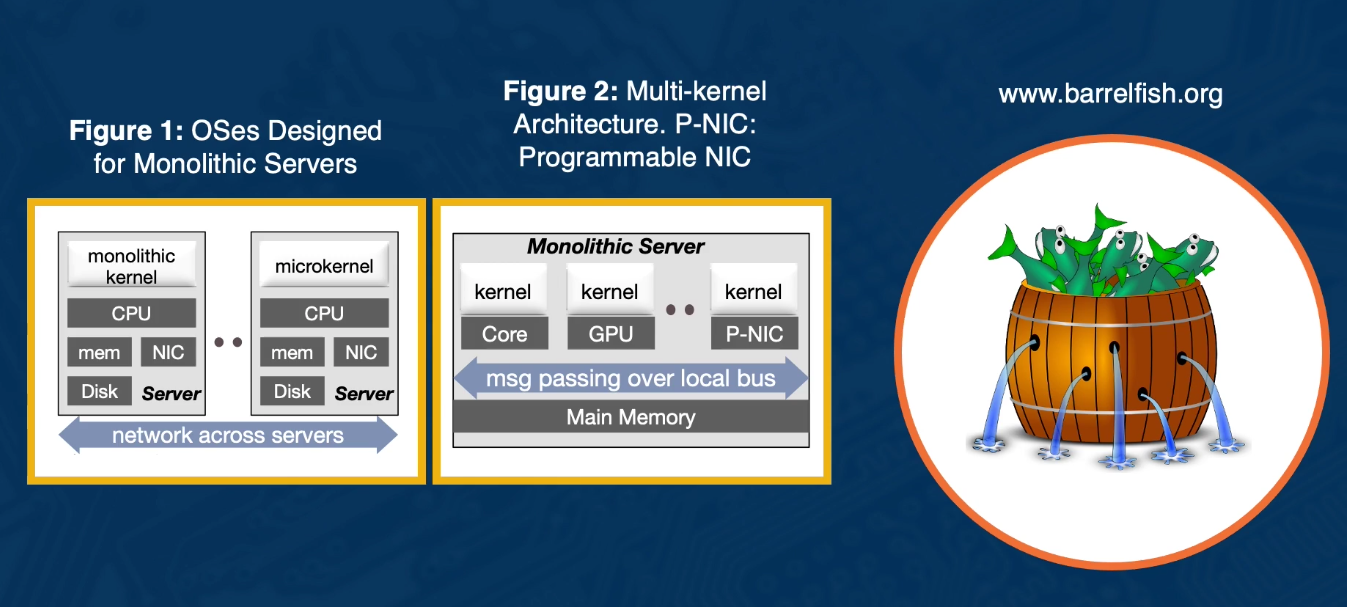 Figure 1: OSes Designed
for Monolithic Servers
monolithic
kernel
CPU
mem NIC
Disk Server
microkernel
CPU
mem NIC
Disk Server
network across servers
Figure 2: Multi-kernel
Architecture. P-NIC:
Programmable NIC
Monolithic Server
kernel kernel kernel
Core GPU P-NIC
msg passing over local bus
Main Memory
www.barrelfish.org